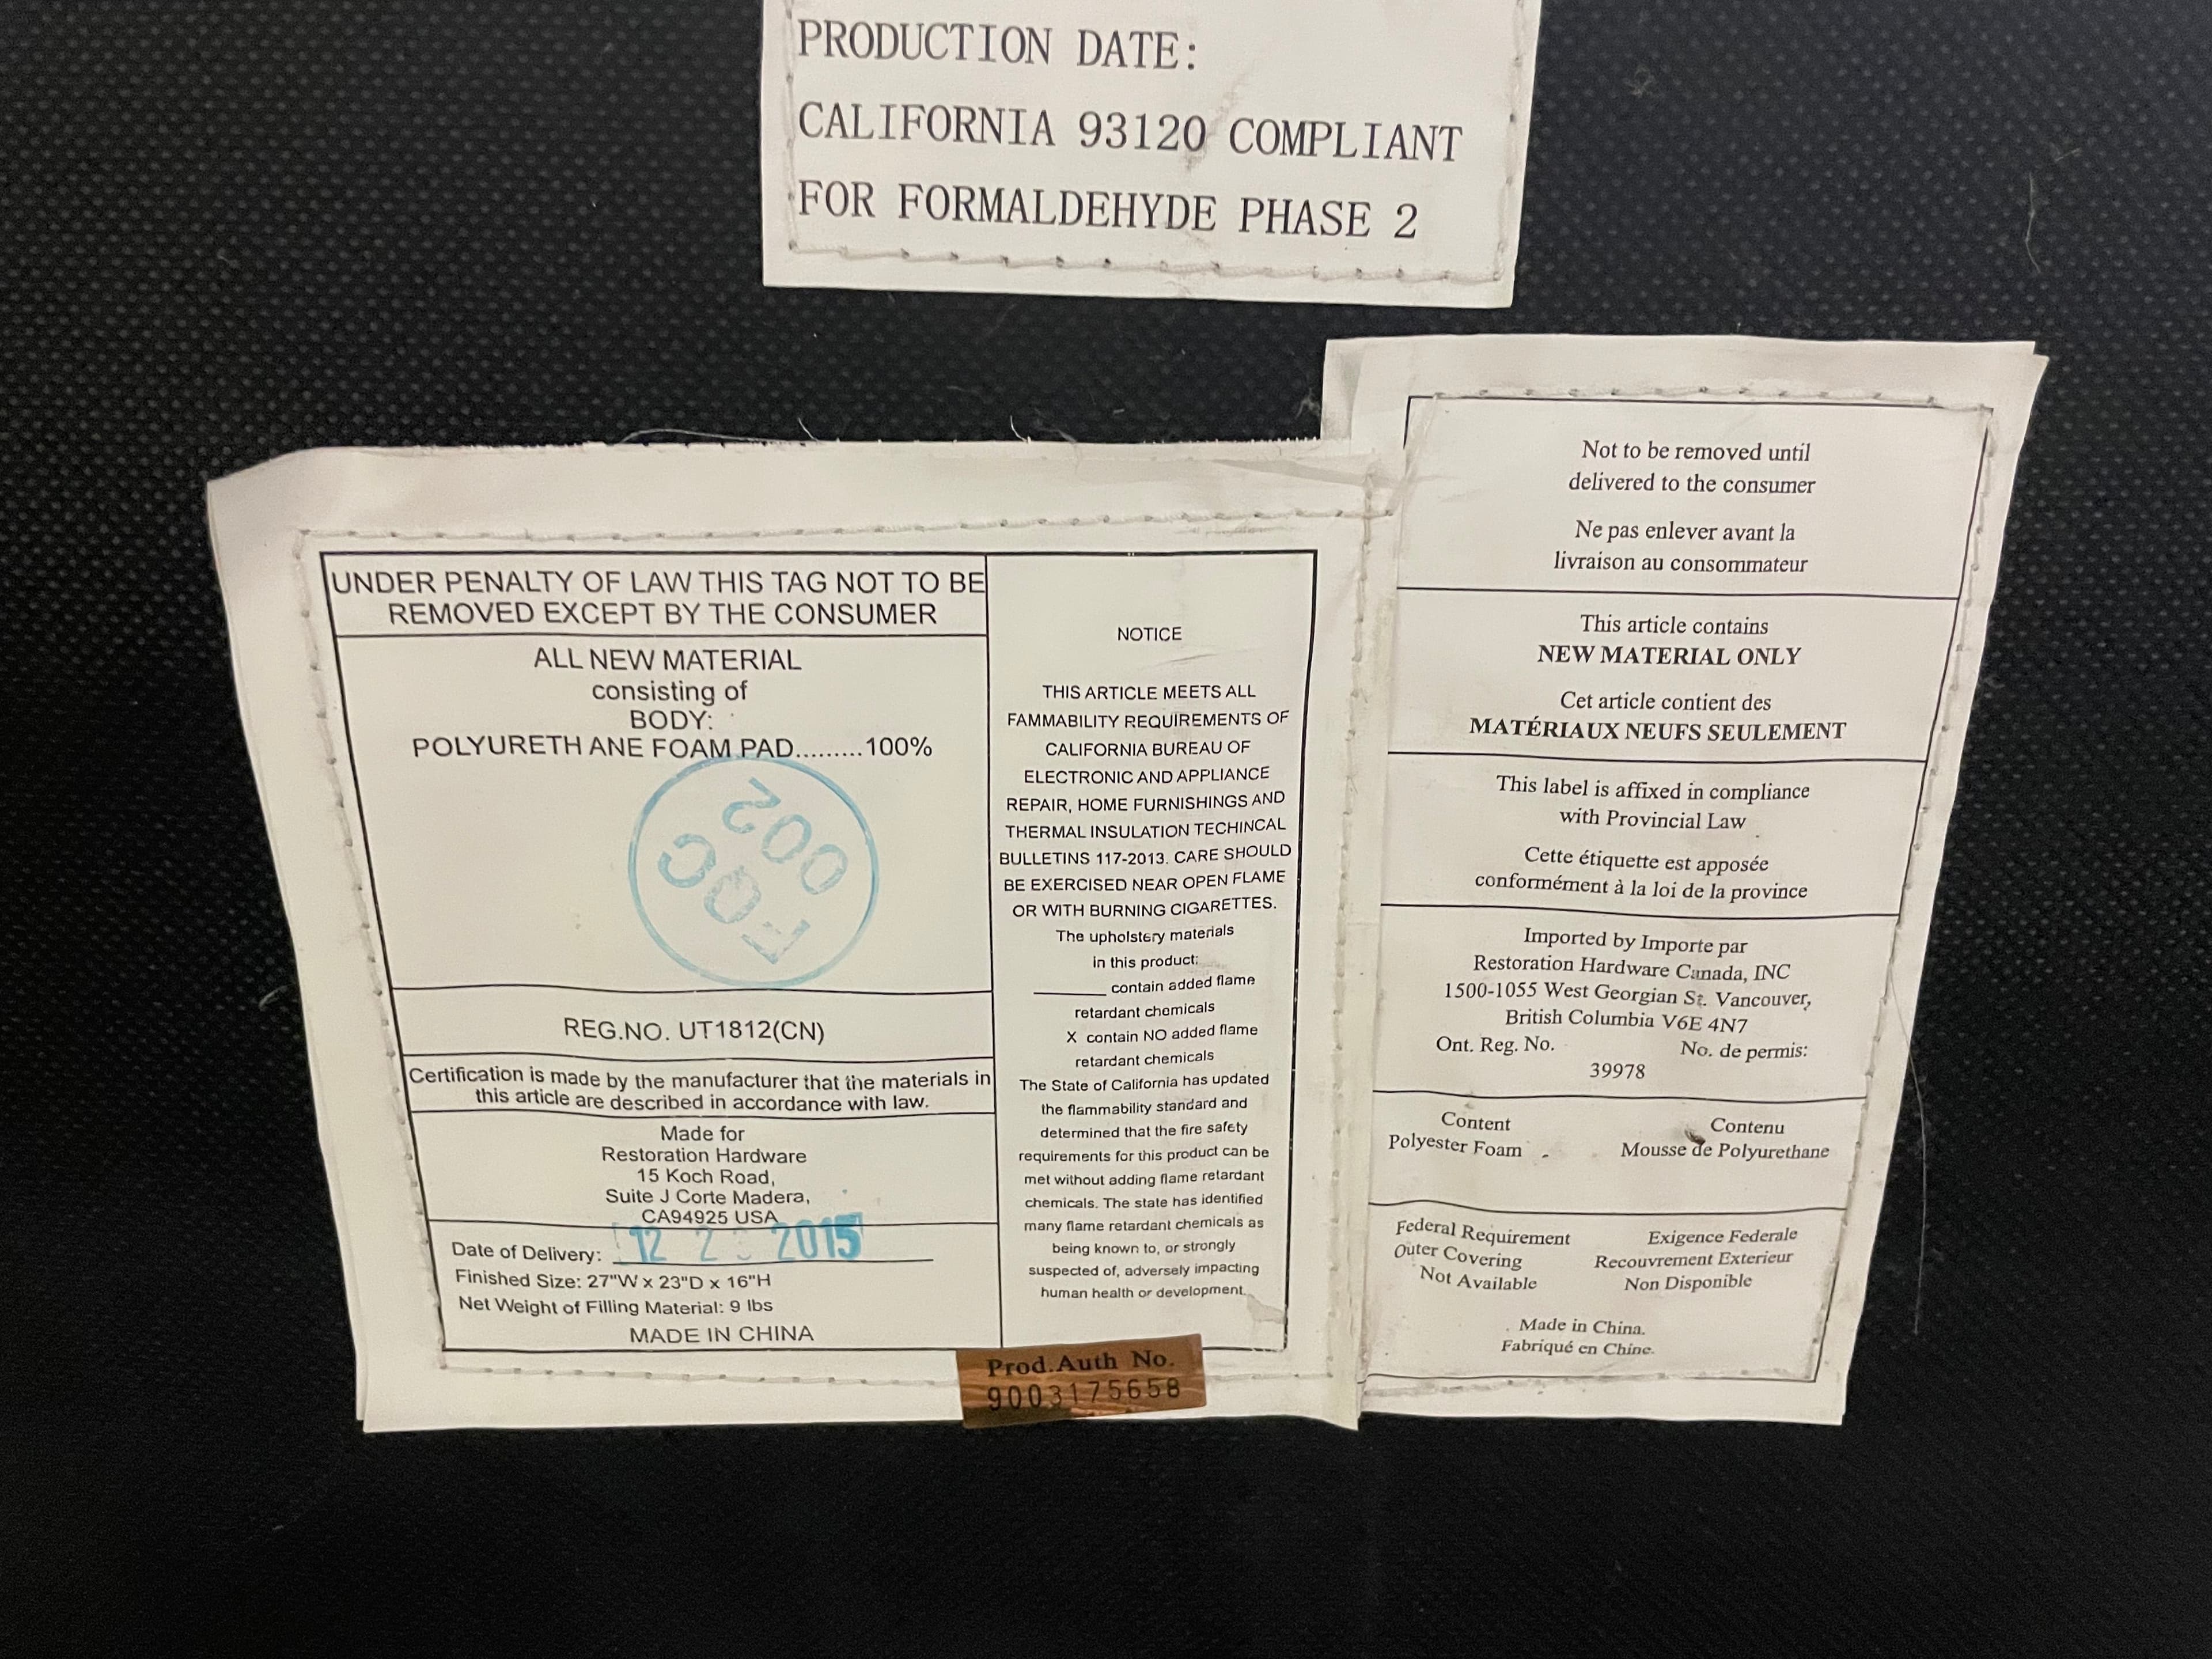 PRODUCTION DATE:
CALIFORNIA 93120 COMPLIANT
FOR FORMALDEHYDE PHASE 2
UNDER PENALTY OF LAW THIS TAG NOT TO BE
REMOVED EXCEPT BY THE CONSUMER
ALL NEW MATERIAL
consisting of
BODY:
POLYURETH ANE FOAM PAD.........100%
FQC
002
REG.NO. UT1812(CN)
Certification is made by the manufacturer that the materials in
this article are described in accordance with law.
Made for
Restoration Hardware
15 Koch Road,
Suite J Corte Madera,
CA94925 USA
Date of Delivery: 12 2 2015
Finished Size: 27"W x 23"D x 16"H
Net Weight of Filling Material: 9 lbs
MADE IN CHINA
NOTICE
THIS ARTICLE MEETS ALL
FAMMABILITY REQUIREMENTS OF
CALIFORNIA BUREAU OF
ELECTRONIC AND APPLIANCE
REPAIR, HOME FURNISHINGS AND
THERMAL INSULATION TECHINCAL
BULLETINS 117-2013. CARE SHOULD
BE EXERCISED NEAR OPEN FLAME
OR WITH BURNING CIGARETTES.
The upholstery materials
in this product:
________ contain added flame
retardant chemicals
X contain NO added flame
retardant chemicals
The State of California has updated
the flammability standard and
determined that the fire safety
requirements for this product can be
met without adding flame retardant
chemicals. The state has identified
many flame retardant chemicals as
being known to, or strongly
suspected of, adversely impacting
human health or development.
Prod.Auth No.
9003175658
Not to be removed until
delivered to the consumer
Ne pas enlever avant la
livraison au consommateur
This article contains
NEW MATERIAL ONLY
Cet article contient des
MATÉRIAUX NEUFS SEULEMENT
This label is affixed in compliance
with Provincial Law
Cette étiquette est apposée
conformément à la loi de la province
Imported by Importe par
Restoration Hardware Canada, INC
1500-1055 West Georgian St. Vancouver,
British Columbia V6E 4N7
Ont. Reg. No. No. de permis:
39978
Content Contenu
Polyester Foam Mousse de Polyurethane
Federal Requirement Exigence Federale
Outer Covering Recouvrement Exterieur
Not Available Non Disponible
Made in China.
Fabriqué en Chine.